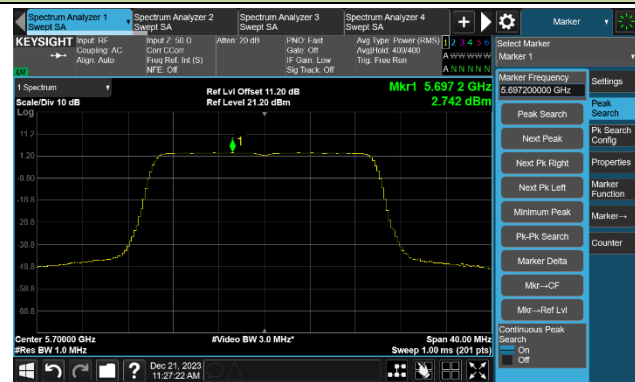 Spectrum Analyzer 1
Swept SA
Spectrum Analyzer 2
Swept SA
Spectrum Analyzer 3
Swept SA
Spectrum Analyzer 4
Swept SA
+
Marker
KEYSIGHT
Input: RF
Coupling: AC
Align: Auto
Input Z: 50 Ω
Corr CCorr
Freq Ref: Int (S)
NFE: Off
Atten: 20 dB
PNO: Fast
Gate: Off
IF Gain: Low
Sig Track: Off
Avg Type: Power (RMS)
Avg|Hold: 400/400
Trig: Free Run
1 2 3 4 5 6
A W W W W W
A N N N N N
Select Marker
Marker 1
1 Spectrum
Scale/Div 10 dB
Ref Lvl Offset 11.20 dB
Ref Level 21.20 dBm
Mkr1 5.697 2 GHz
2.742 dBm
Log
11.2
1.20
-8.80
-18.8
-28.8
-38.8
-48.8
-58.8
-68.8
1
Center 5.70000 GHz
#Res BW 1.0 MHz
#Video BW 3.0 MHz*
Span 40.00 MHz
Sweep 1.00 ms (201 pts)
Marker Frequency
5.697200000 GHz
Peak Search
Next Peak
Next Pk Right
Next Pk Left
Minimum Peak
Pk-Pk Search
Marker Delta
Mkr→CF
Mkr→Ref Lvl
Continuous Peak
Search
On
Off
Settings
Peak
Search
Pk Search
Config
Properties
Marker
Function
Marker→
Counter
?
Dec 21, 2023
11:27:22 AM